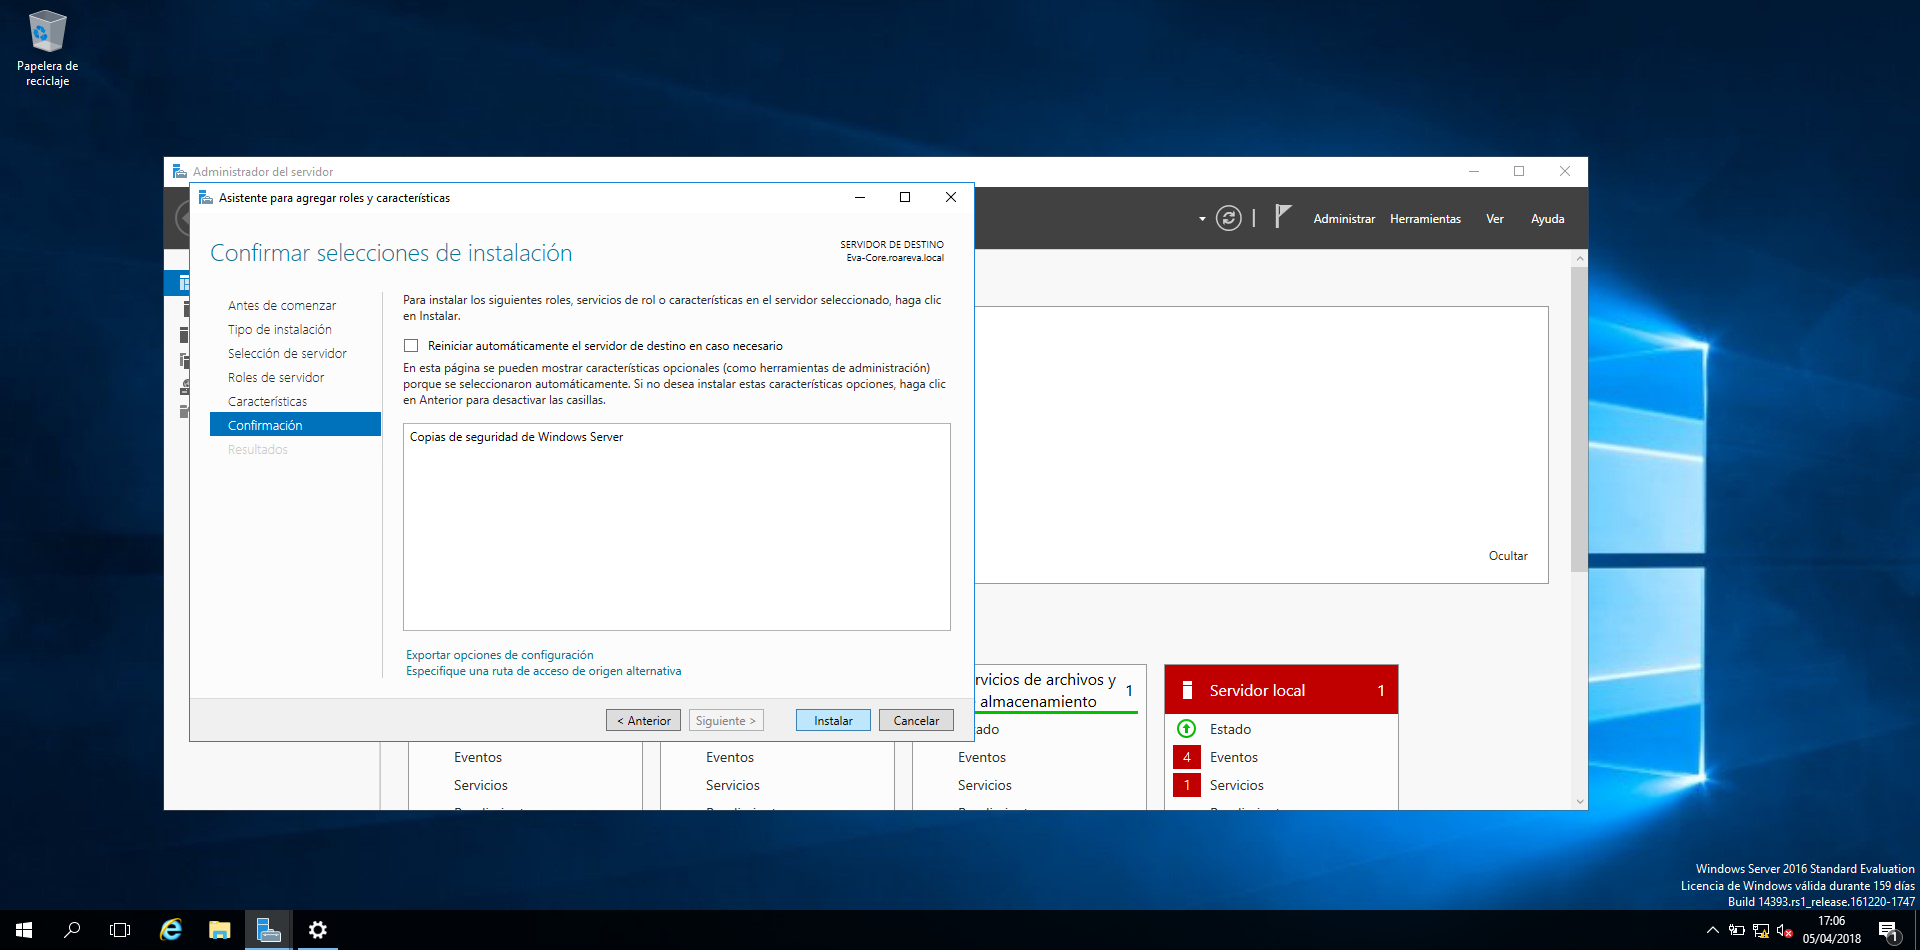 Papelera de
reciclaje
Administrador del servidor
Asistente para agregar roles y características
Administrar
Herramientas
Ver
Ayuda
Confirmar selecciones de instalación
SERVIDOR DE DESTINO
Eva-Core.roareva.local
Antes de comenzar
Tipo de instalación
Selección de servidor
Roles de servidor
Características
Confirmación
Resultados
Para instalar los siguientes roles, servicios de rol o características en el servidor seleccionado, haga clic
en Instalar.
Reiniciar automáticamente el servidor de destino en caso necesario
En esta página se pueden mostrar características opcionales (como herramientas de administración)
porque se seleccionaron automáticamente. Si no desea instalar estas características opciones, haga clic
en Anterior para desactivar las casillas.
Copias de seguridad de Windows Server
Exportar opciones de configuración
Especifique una ruta de acceso de origen alternativa
< Anterior
Siguiente >
Instalar
Cancelar
Ocultar
rvicios de archivos y
almacenamiento
1
ado
Servidor local
1
Estado
Eventos
Eventos
Eventos
4
Eventos
Servicios
Servicios
Servicios
1
Servicios
Windows Server 2016 Standard Evaluation
Licencia de Windows válida durante 159 días
Build 14393.rs1_release.161220-1747
17:06
05/04/2018
1